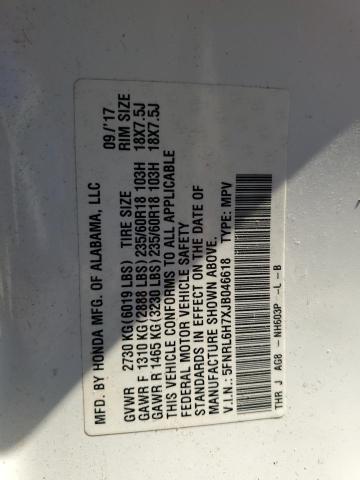 MFD. BY HONDA MFG. OF ALABAMA, LLC 09/'17
GVWR 2730 KG(6019 LBS) TIRE SIZE RIM SIZE
GAWR F 1310 KG(2888 LBS)235/60R18 103H 18X7.5J
GAWR R 1465 KG(3230 LBS)235/60R18 103H 18X7.5J
THIS VEHICLE CONFORMS TO ALL APPLICABLE
FEDERAL MOTOR VEHICLE SAFETY
STANDARDS IN EFFECT ON THE DATE OF
MANUFACTURE SHOWN ABOVE.
V.I.N.: 5FNRL6H7XJB046618 TYPE: MPV
THR J AG8 - NH603P -L-B